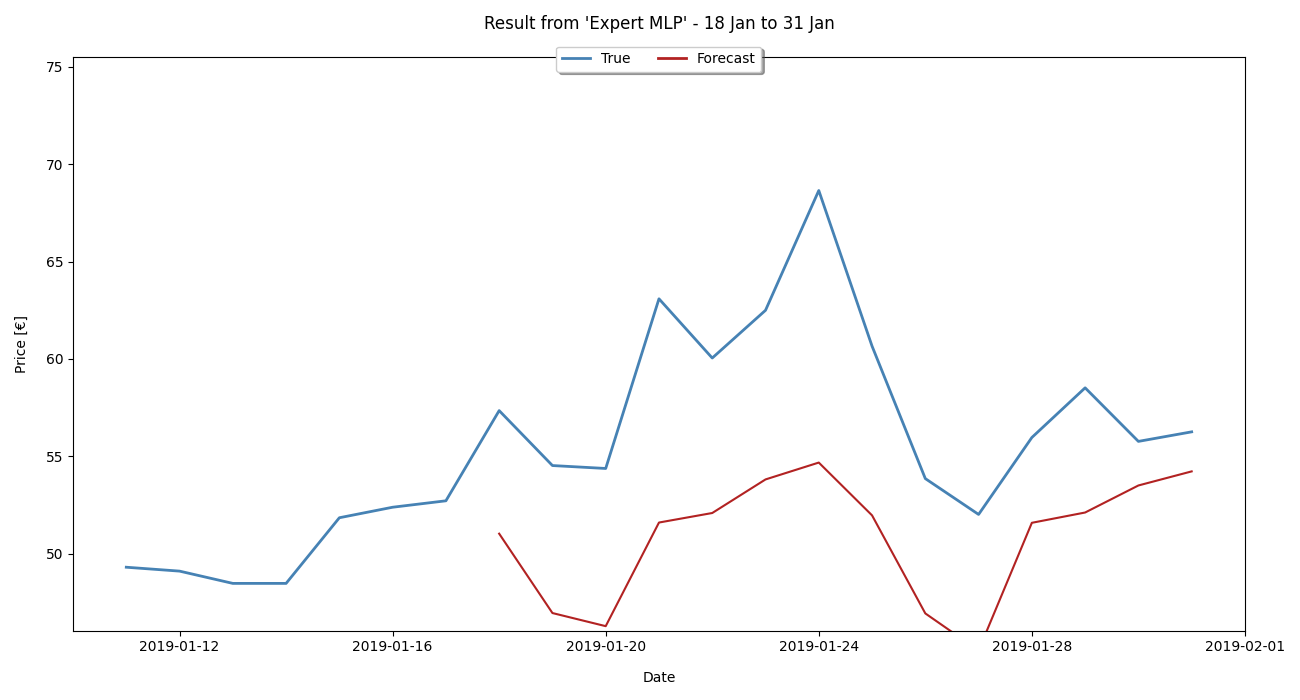 Result from 'Expert MLP' - 18 Jan to 31 Jan
True Forecast
75
70
65
60
55
50
Price [€]
2019-01-12 2019-01-16 2019-01-20 2019-01-24 2019-01-28 2019-02-01
Date